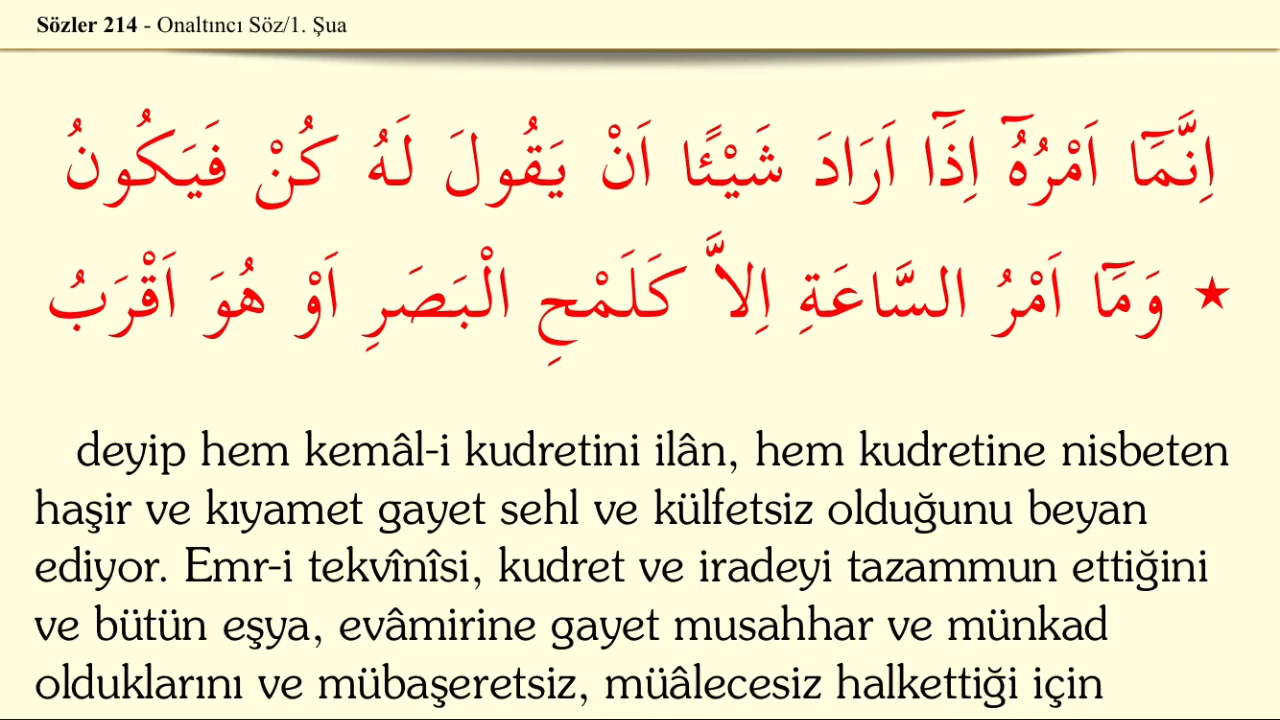 Sözler 214 - Onaltıncı Söz/1. Şua
اِنَّمَٓا اَمْرُهُٓ اِذَٓا اَرَادَ شَيْئًا اَنْ يَقُولَ لَهُ كُنْ فَيَكُونُ
★ وَمَٓا اَمْرُ السَّاعَةِ اِلاَّ كَلَمْحِ الْبَصَرِ اَوْ هُوَ اَقْرَبُ
deyip hem kemâl-i kudretini ilân, hem kudretine nisbeten
haşir ve kıyamet gayet sehl ve külfetsiz olduğunu beyan
ediyor. Emr-i tekvînîsi, kudret ve iradeyi tazammun ettiğini
ve bütün eşya, evâmirine gayet musahhar ve münkad
olduklarını ve mübaşeretsiz, müâlecesiz halkettiği için